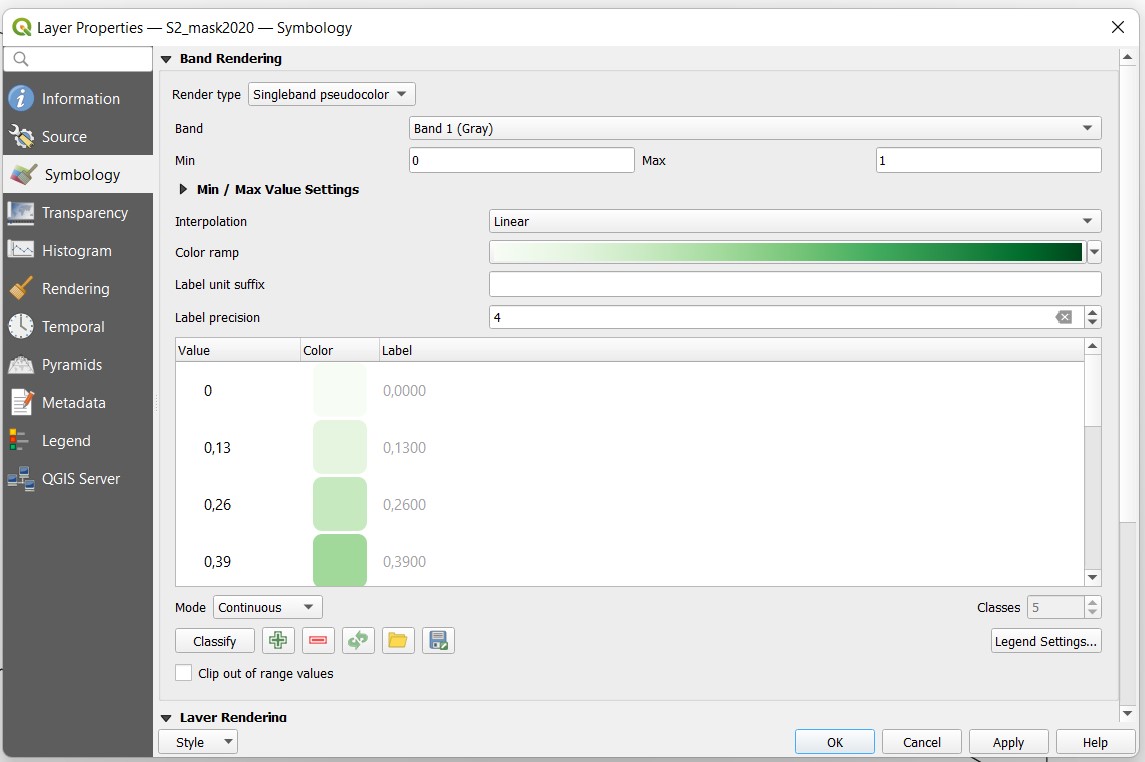 Layer Properties — S2_mask2020 — Symbology
Information
Source
Symbology
Transparency
Histogram
Rendering
Temporal
Pyramids
Metadata
Legend
QGIS Server
Band Rendering
Render type Singleband pseudocolor
Band Band 1 (Gray)
Min 0 Max 1
Min / Max Value Settings
Interpolation Linear
Color ramp
Label unit suffix
Label precision 4
Value Color Label
0 0,0000
0,13 0,1300
0,26 0,2600
0,39 0,3900
Mode Continuous Classes 5
Classify Legend Settings...
Clip out of range values
Layer Rendering
Style OK Cancel Apply Help